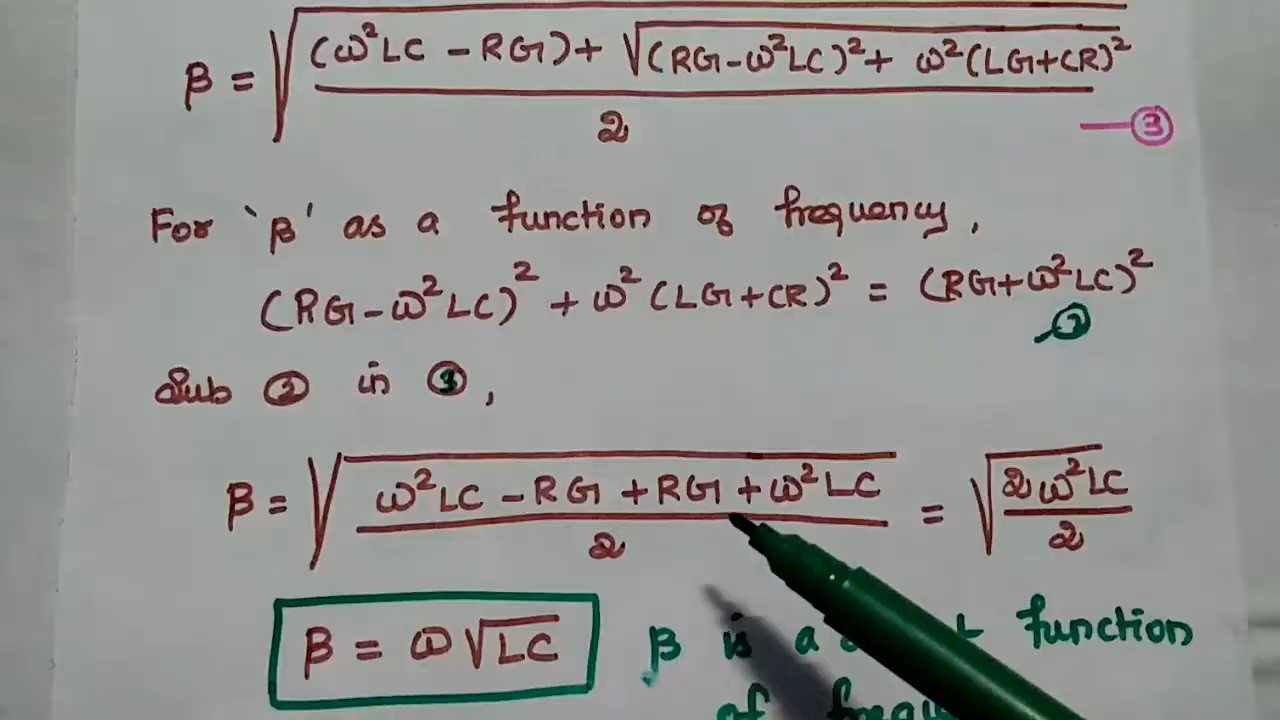 β = √(((ω²LC − RG) + √((RG − ω²LC)² + ω²(LG + CR)²)) / 2) — ③
For 'β' as a function of frequency,
(RG − ω²LC)² + ω² (LG + CR)² = (RG + ω²LC)²
Sub ② in ③,
β = √((ω²LC − RG + RG + ω²LC) / 2) = √(2ω²LC / 2)
β = ω√LC β is a function
of